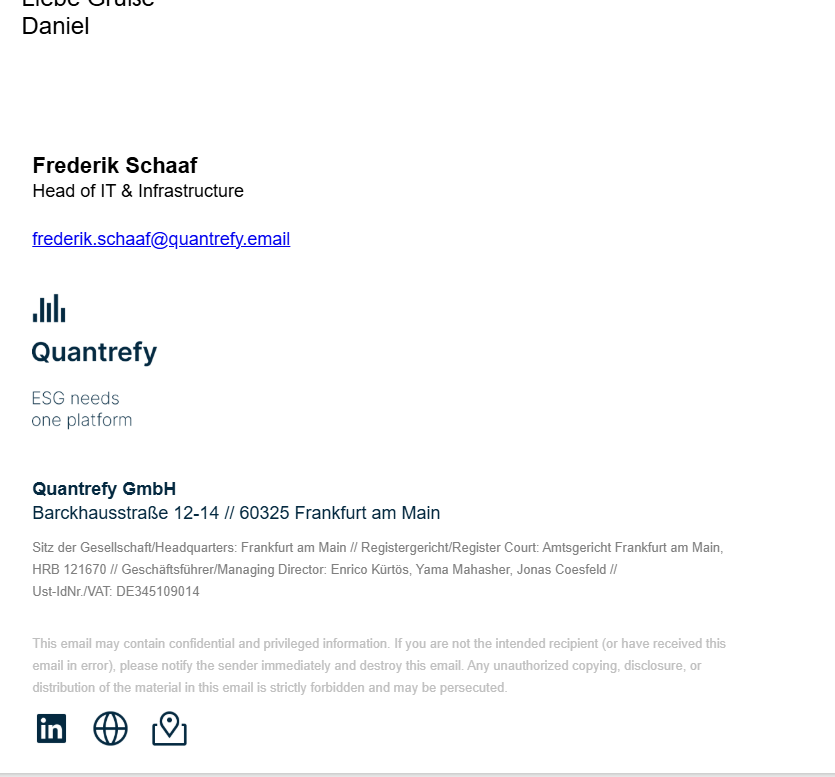 Liebe Grüße
Daniel
Frederik Schaaf
Head of IT & Infrastructure
frederik.schaaf@quantrefy.email
Quantrefy
ESG needs
one platform
Quantrefy GmbH
Barckhausstraße 12-14 // 60325 Frankfurt am Main
Sitz der Gesellschaft/Headquarters: Frankfurt am Main // Registergericht/Register Court: Amtsgericht Frankfurt am Main,
HRB 121670 // Geschäftsführer/Managing Director: Enrico Kürtös, Yama Mahasher, Jonas Coesfeld //
Ust-IdNr./VAT: DE345109014
This email may contain confidential and privileged information. If you are not the intended recipient (or have received this
email in error), please notify the sender immediately and destroy this email. Any unauthorized copying, disclosure, or
distribution of the material in this email is strictly forbidden and may be persecuted.
in